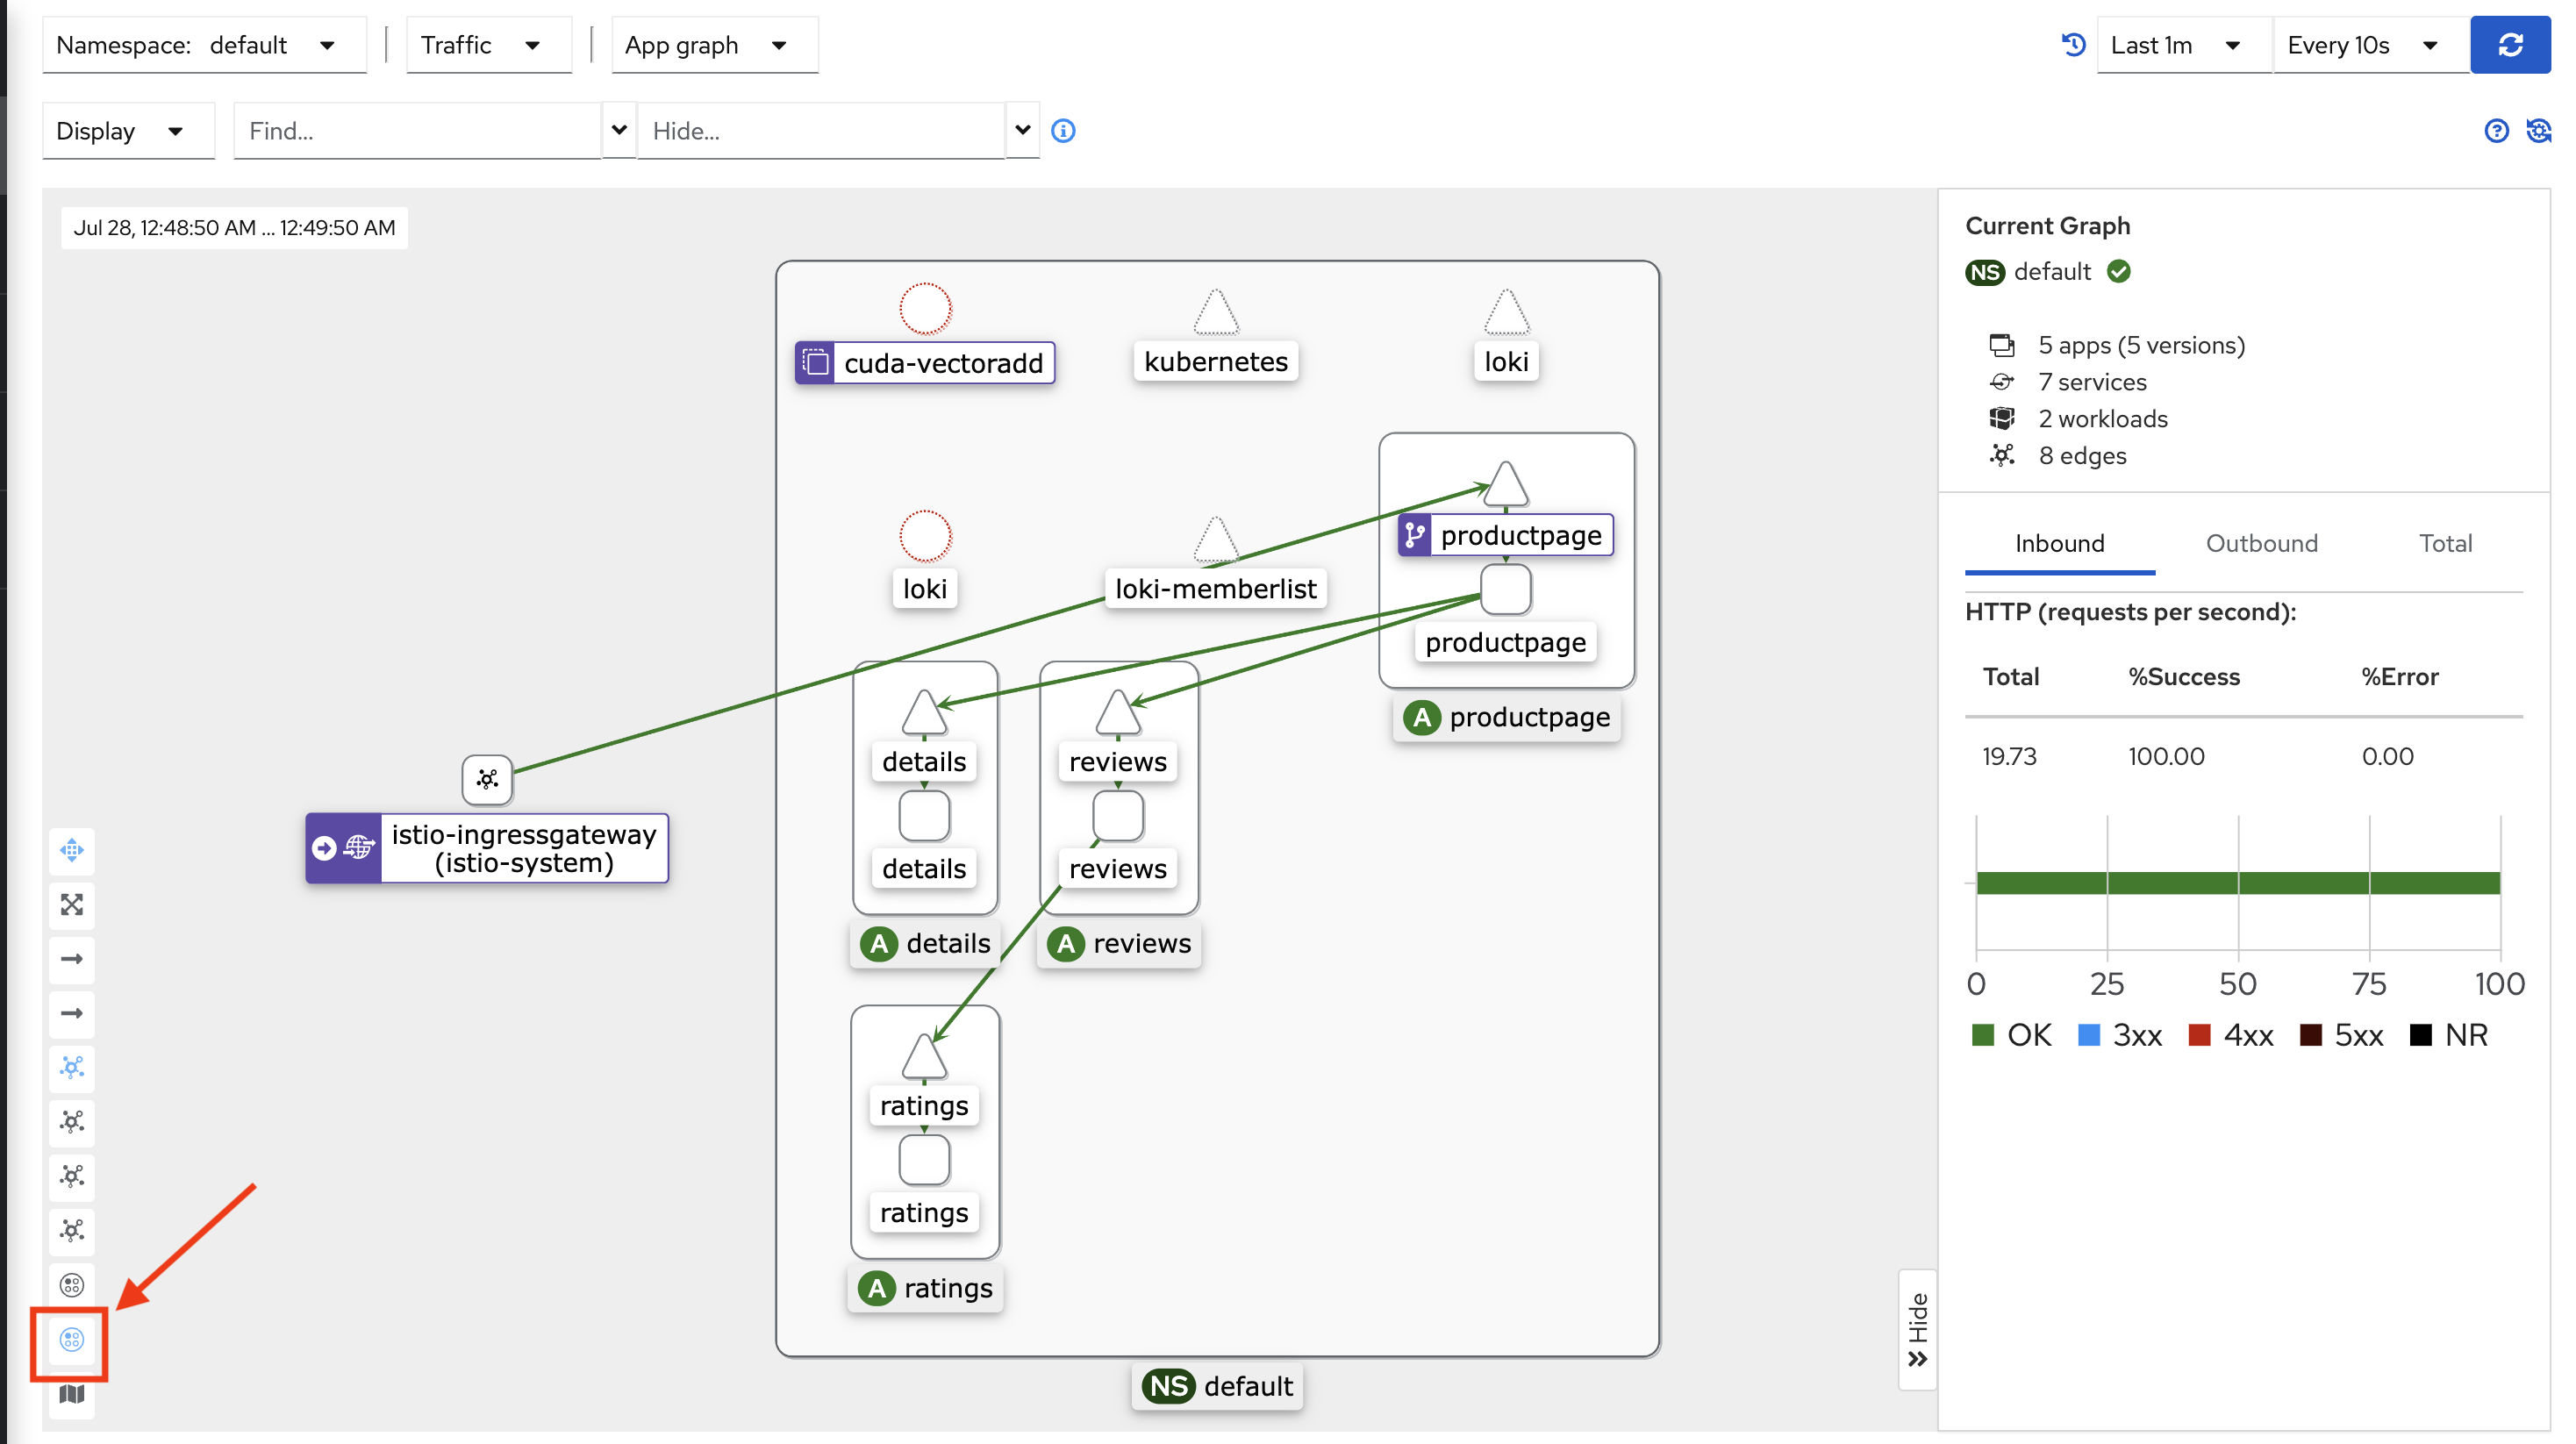 Namespace: default
Traffic
App graph
Last 1m
Every 10s
Display
Find...
Hide...
Jul 28, 12:48:50 AM ... 12:49:50 AM
cuda-vectoradd
kubernetes
loki
loki
loki-memberlist
productpage
productpage
A productpage
details
reviews
details
reviews
A details
A reviews
istio-ingressgateway
(istio-system)
ratings
ratings
A ratings
NS default
Hide
Current Graph
NS default
5 apps (5 versions)
7 services
2 workloads
8 edges
Inbound
Outbound
Total
HTTP (requests per second):
Total %Success %Error
19.73 100.00 0.00
0 25 50 75 100
OK 3xx 4xx 5xx NR